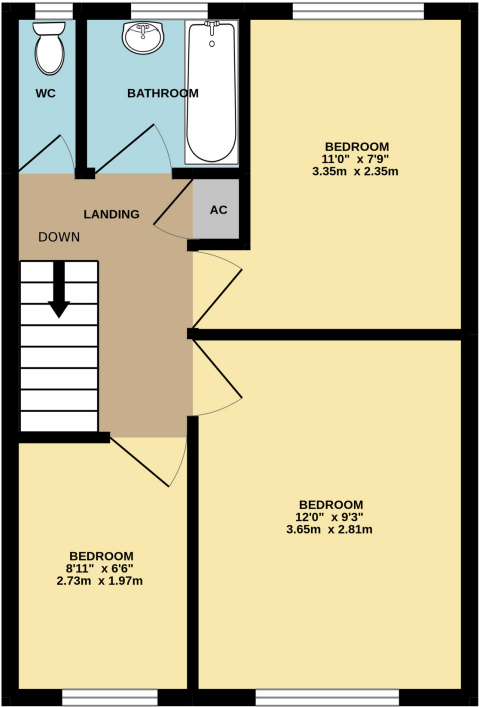 WC
BATHROOM
BEDROOM
11'0" x 7'9"
3.35m x 2.35m
LANDING
AC
DOWN
BEDROOM
12'0" x 9'3"
3.65m x 2.81m
BEDROOM
8'11" x 6'6"
2.73m x 1.97m